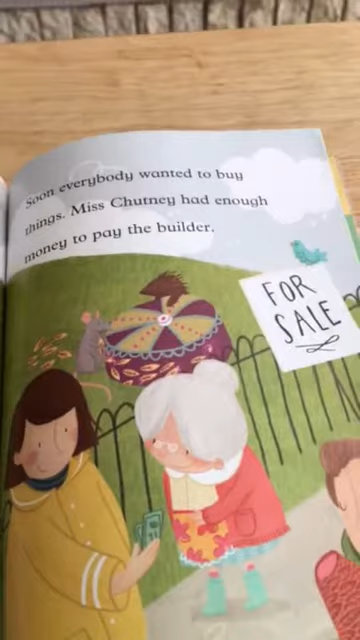 Soon everybody wanted to buy
things. Miss Chutney had enough
money to pay the builder.
FOR
SALE